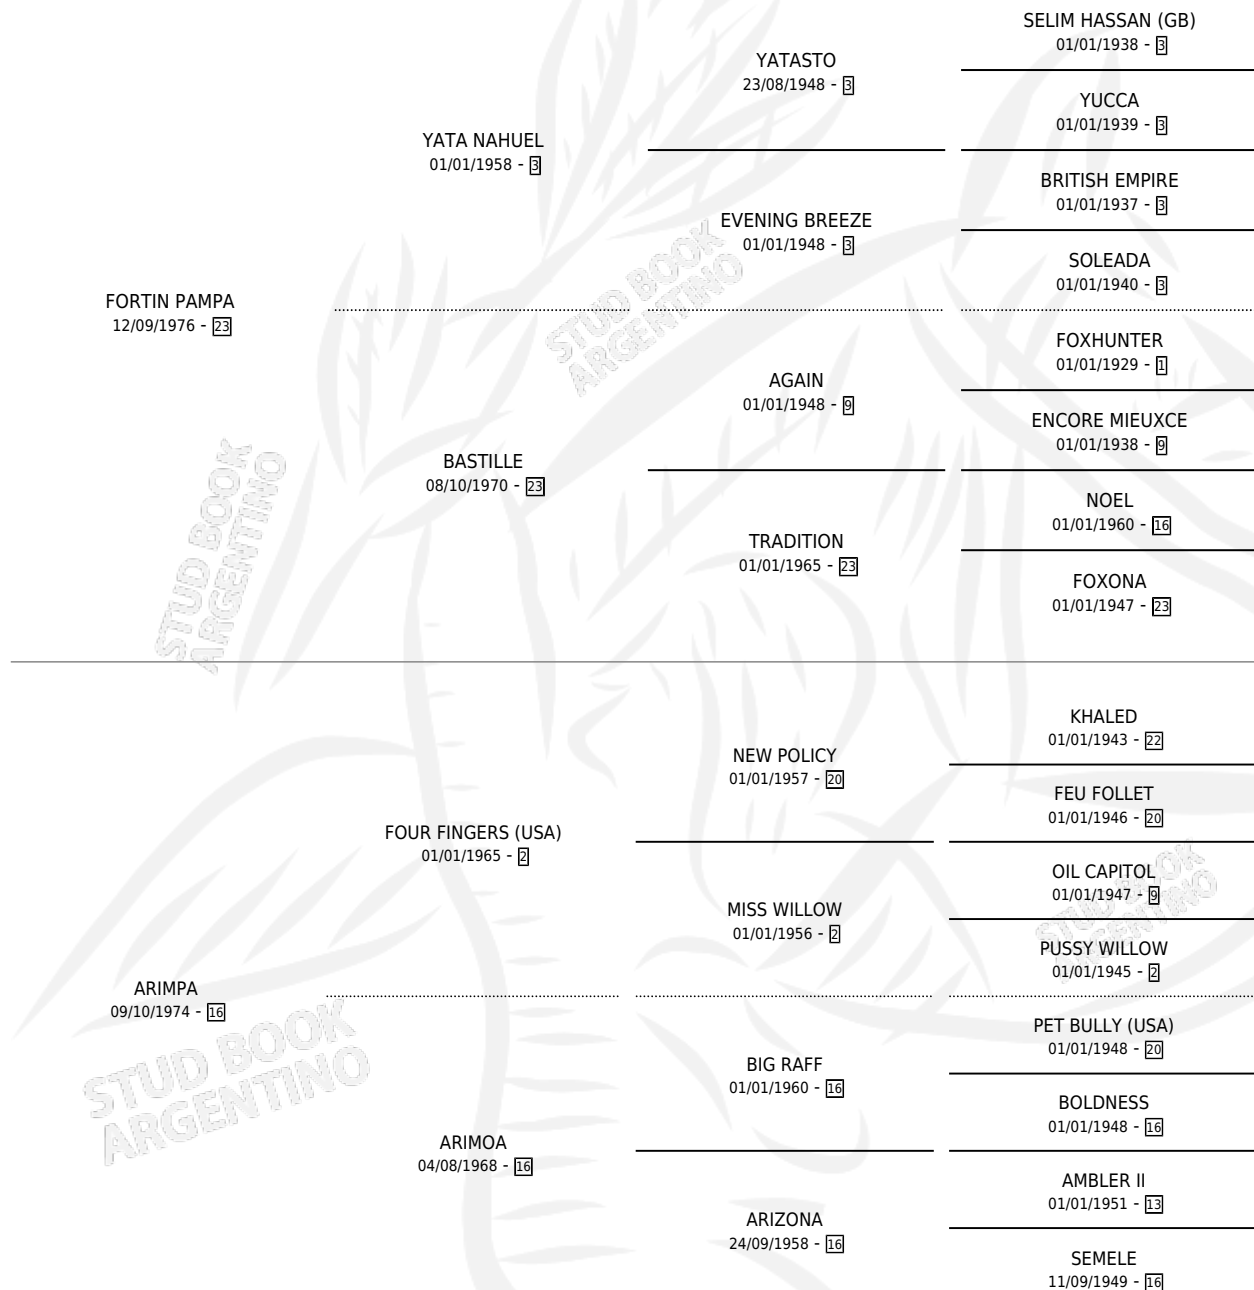 SELIM HASSAN (GB)
01/01/1938 - 3
YATASTO
23/08/1948 - 3
YUCCA
01/01/1939 - 3
YATA NAHUEL
01/01/1958 - 3
BRITISH EMPIRE
01/01/1937 - 3
EVENING BREEZE
01/01/1948 - 3
SOLEADA
01/01/1940 - 3
FORTIN PAMPA
12/09/1976 - 23
FOXHUNTER
01/01/1929 - 1
AGAIN
01/01/1948 - 9
ENCORE MIEUXCE
01/01/1938 - 9
BASTILLE
08/10/1970 - 23
NOEL
01/01/1960 - 16
TRADITION
01/01/1965 - 23
FOXONA
01/01/1947 - 23
KHALED
01/01/1943 - 22
NEW POLICY
01/01/1957 - 20
FEU FOLLET
01/01/1946 - 20
FOUR FINGERS (USA)
01/01/1965 - 2
OIL CAPITOL
01/01/1947 - 9
MISS WILLOW
01/01/1956 - 2
PUSSY WILLOW
01/01/1945 - 2
ARIMPA
09/10/1974 - 16
PET BULLY (USA)
01/01/1948 - 20
BIG RAFF
01/01/1960 - 16
BOLDNESS
01/01/1948 - 16
ARIMOA
04/08/1968 - 16
AMBLER II
01/01/1951 - 13
ARIZONA
24/09/1958 - 16
SEMELE
11/09/1949 - 16
STUD BOOK
ARGENTINO
STUD BOOK
ARGENTINO
STUD BOOK
ARGENTINO
STUD BOOK
ARGENTINO